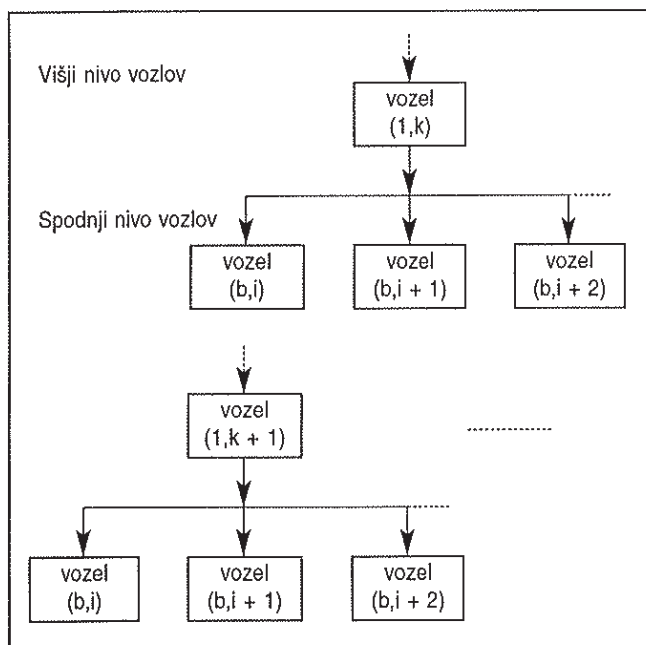 Višji nivo vozlov
vozel
(1,k)
Spodnji nivo vozlov
vozel
(b,i)
vozel
(b,i + 1)
vozel
(b,i + 2)
vozel
(1,k + 1)
vozel
(b,i)
vozel
(b,i + 1)
vozel
(b,i + 2)